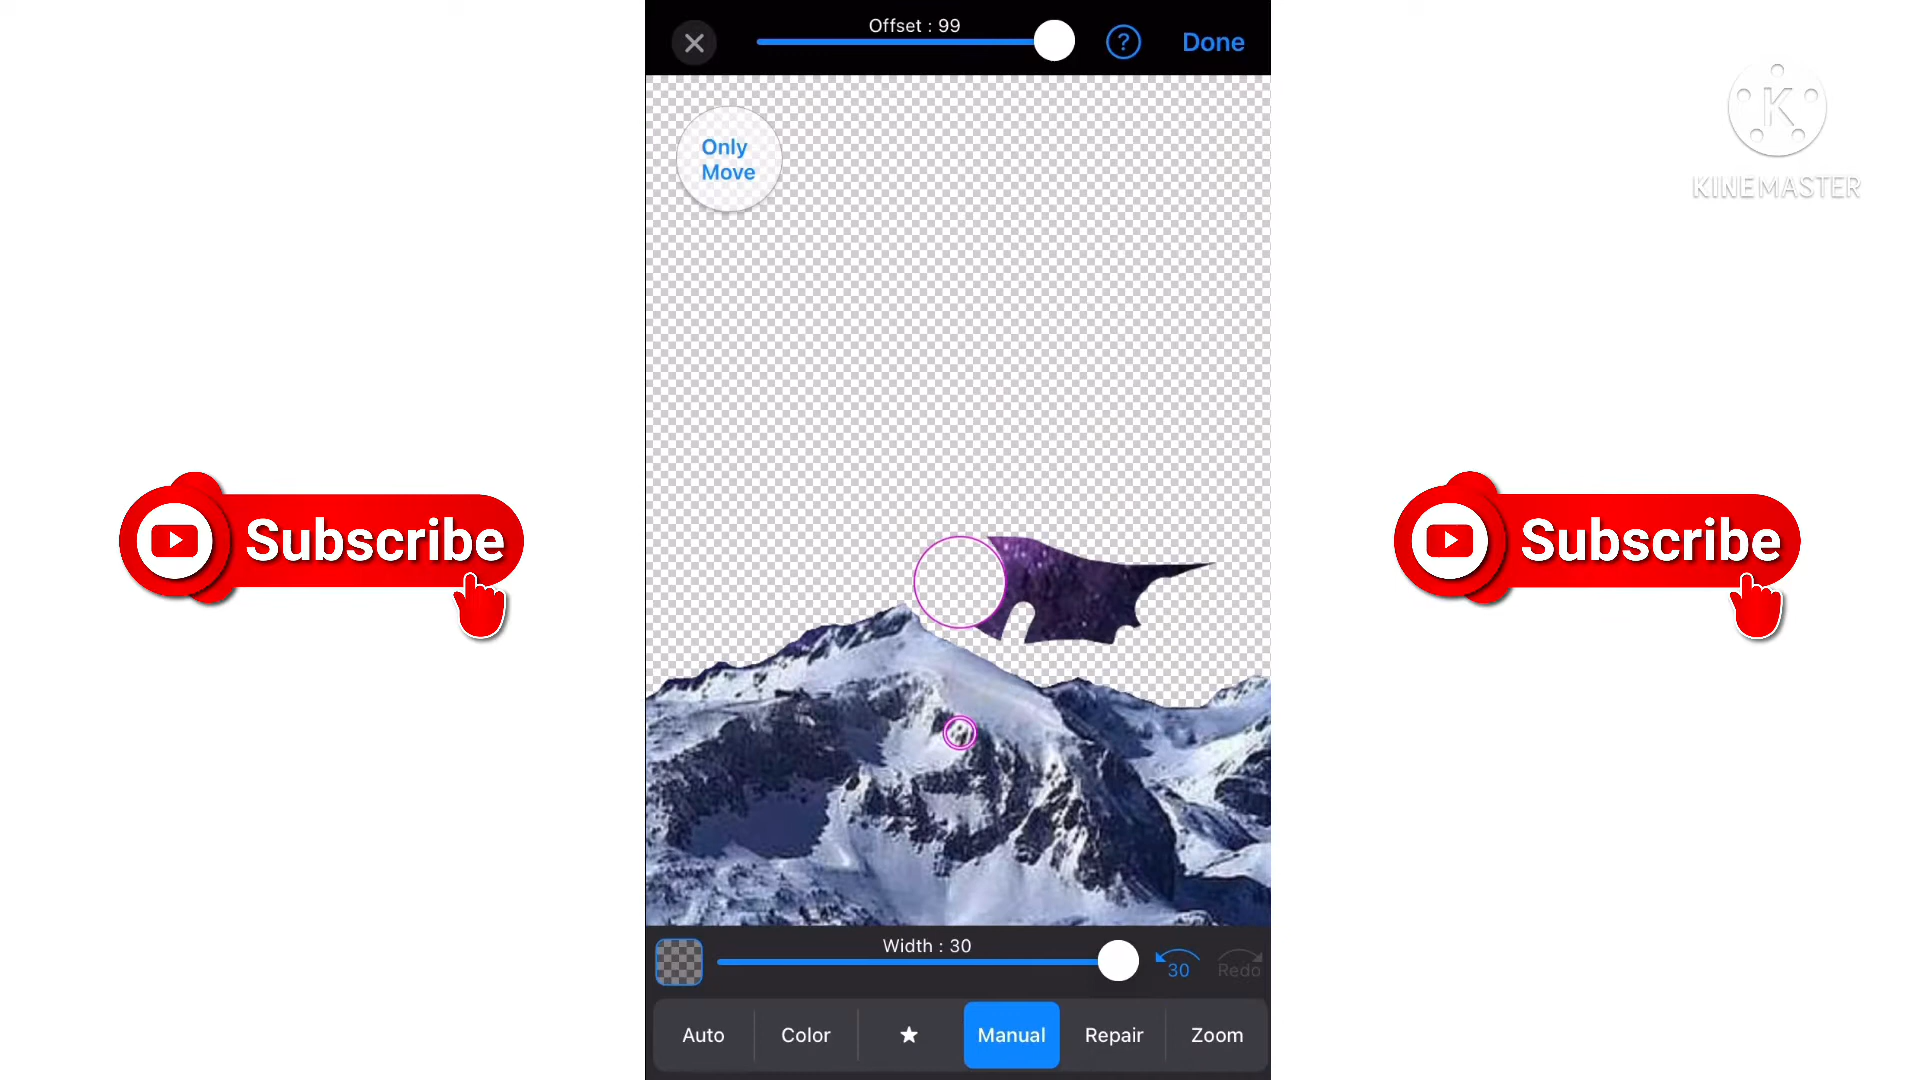 Offset : 99
?
Done
Only
Move
K
KINEMASTER
Subscribe
Subscribe
Width : 30
30
Redo
Auto
Color
Manual
Repair
Zoom